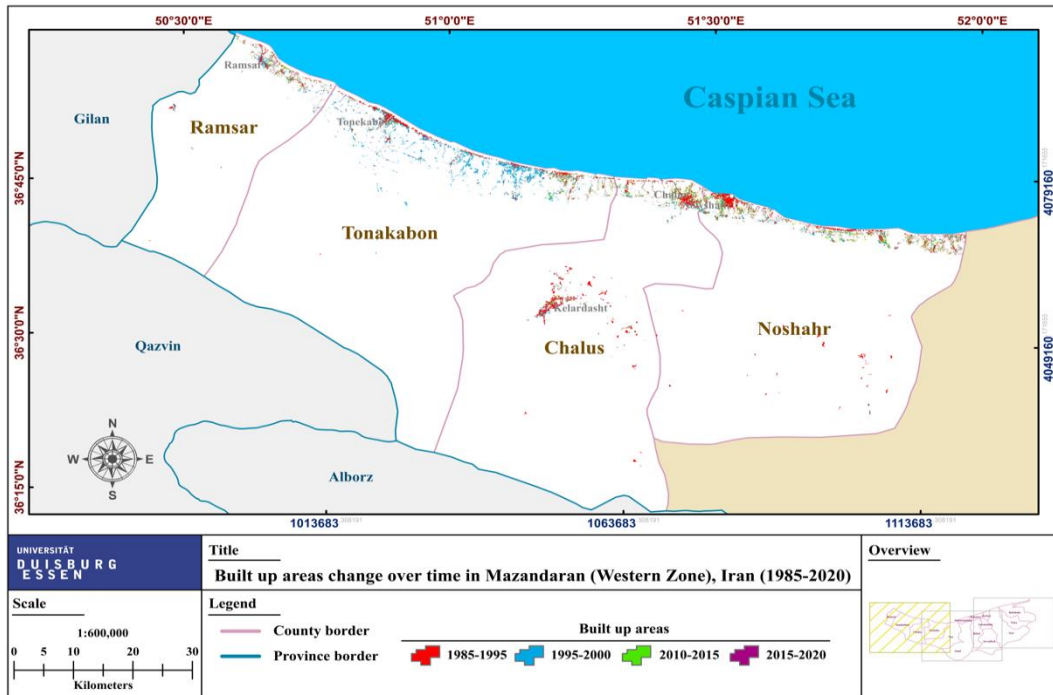 50°30'0"E 51°0'0"E 51°30'0"E 52°0'0"E
Ramsar
Caspian Sea
Gilan
Ramsar
Tonekabon
36°45'0"N
4079160
Tonakabon
Kelardasht
36°30'0"N
Qazvin
Chalus
Noshahr
4049160
N
W E
S
Alborz
36°15'0"N
1013683 1063683 1113683
UNIVERSITÄT
DUISBURG
ESSEN
Title
Built up areas change over time in Mazandaran (Western Zone), Iran (1985-2020)
Overview
Scale
1:600,000
0 5 10 20 30
Kilometers
Legend
County border
Province border
Built up areas
1985-1995 1995-2000 2010-2015 2015-2020